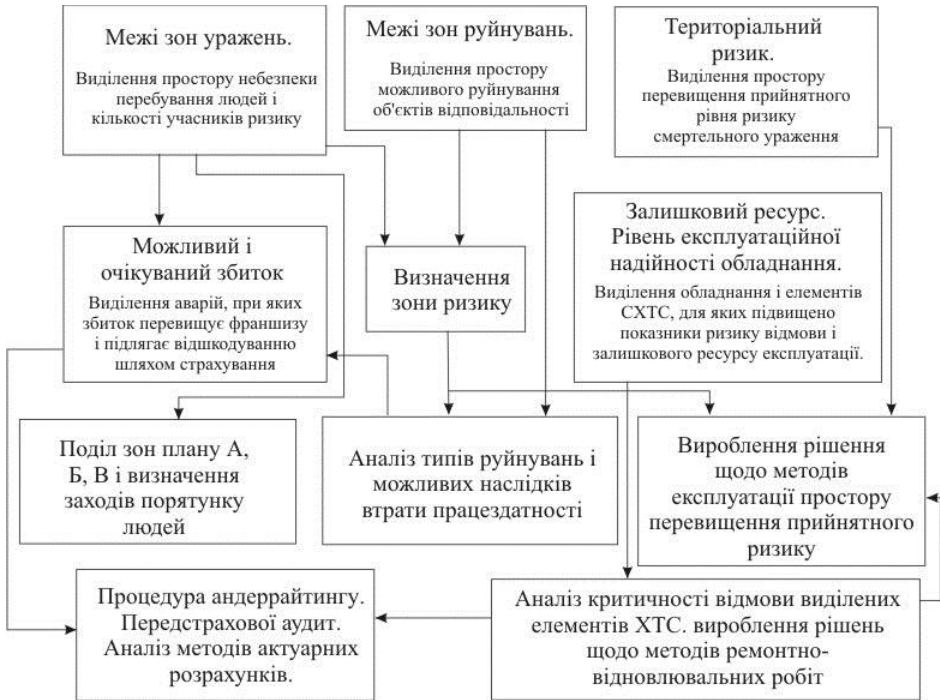 Межі зон уражень.
Виділення простору небезпеки
перебування людей і
кількості учасників ризику
Межі зон руйнувань.
Виділення простору
можливого руйнування
об'єктів відповідальності
Територіальний
ризик.
Виділення простору
перевищення прийнятного
рівня ризику
смертельного ураження
Можливий і
очікуваний збиток
Виділення аварій, при яких
збиток перевищує франшизу
і підлягає відшкодуванню
шляхом страхування
Визначення
зони ризику
Залишковий ресурс.
Рівень експлуатаційної
надійності обладнання.
Виділення обладнання і елементів
СХТС, для яких підвищено
показники ризику відмови і
залишкового ресурсу експлуатації.
Поділ зон плану А,
Б, В і визначення
заходів порятунку
людей
Аналіз типів руйнувань і
можливих наслідків
втрати працездатності
Вироблення рішення
щодо методів
експлуатації простору
перевищення прийнятного
ризику
Процедура андеррайтингу.
Передстраховой аудит.
Аналіз методів актуарних
розрахунків.
Аналіз критичності відмови виділених
елементів ХТС. вироблення рішень
щодо методів ремонтно-
відновлювальних робіт